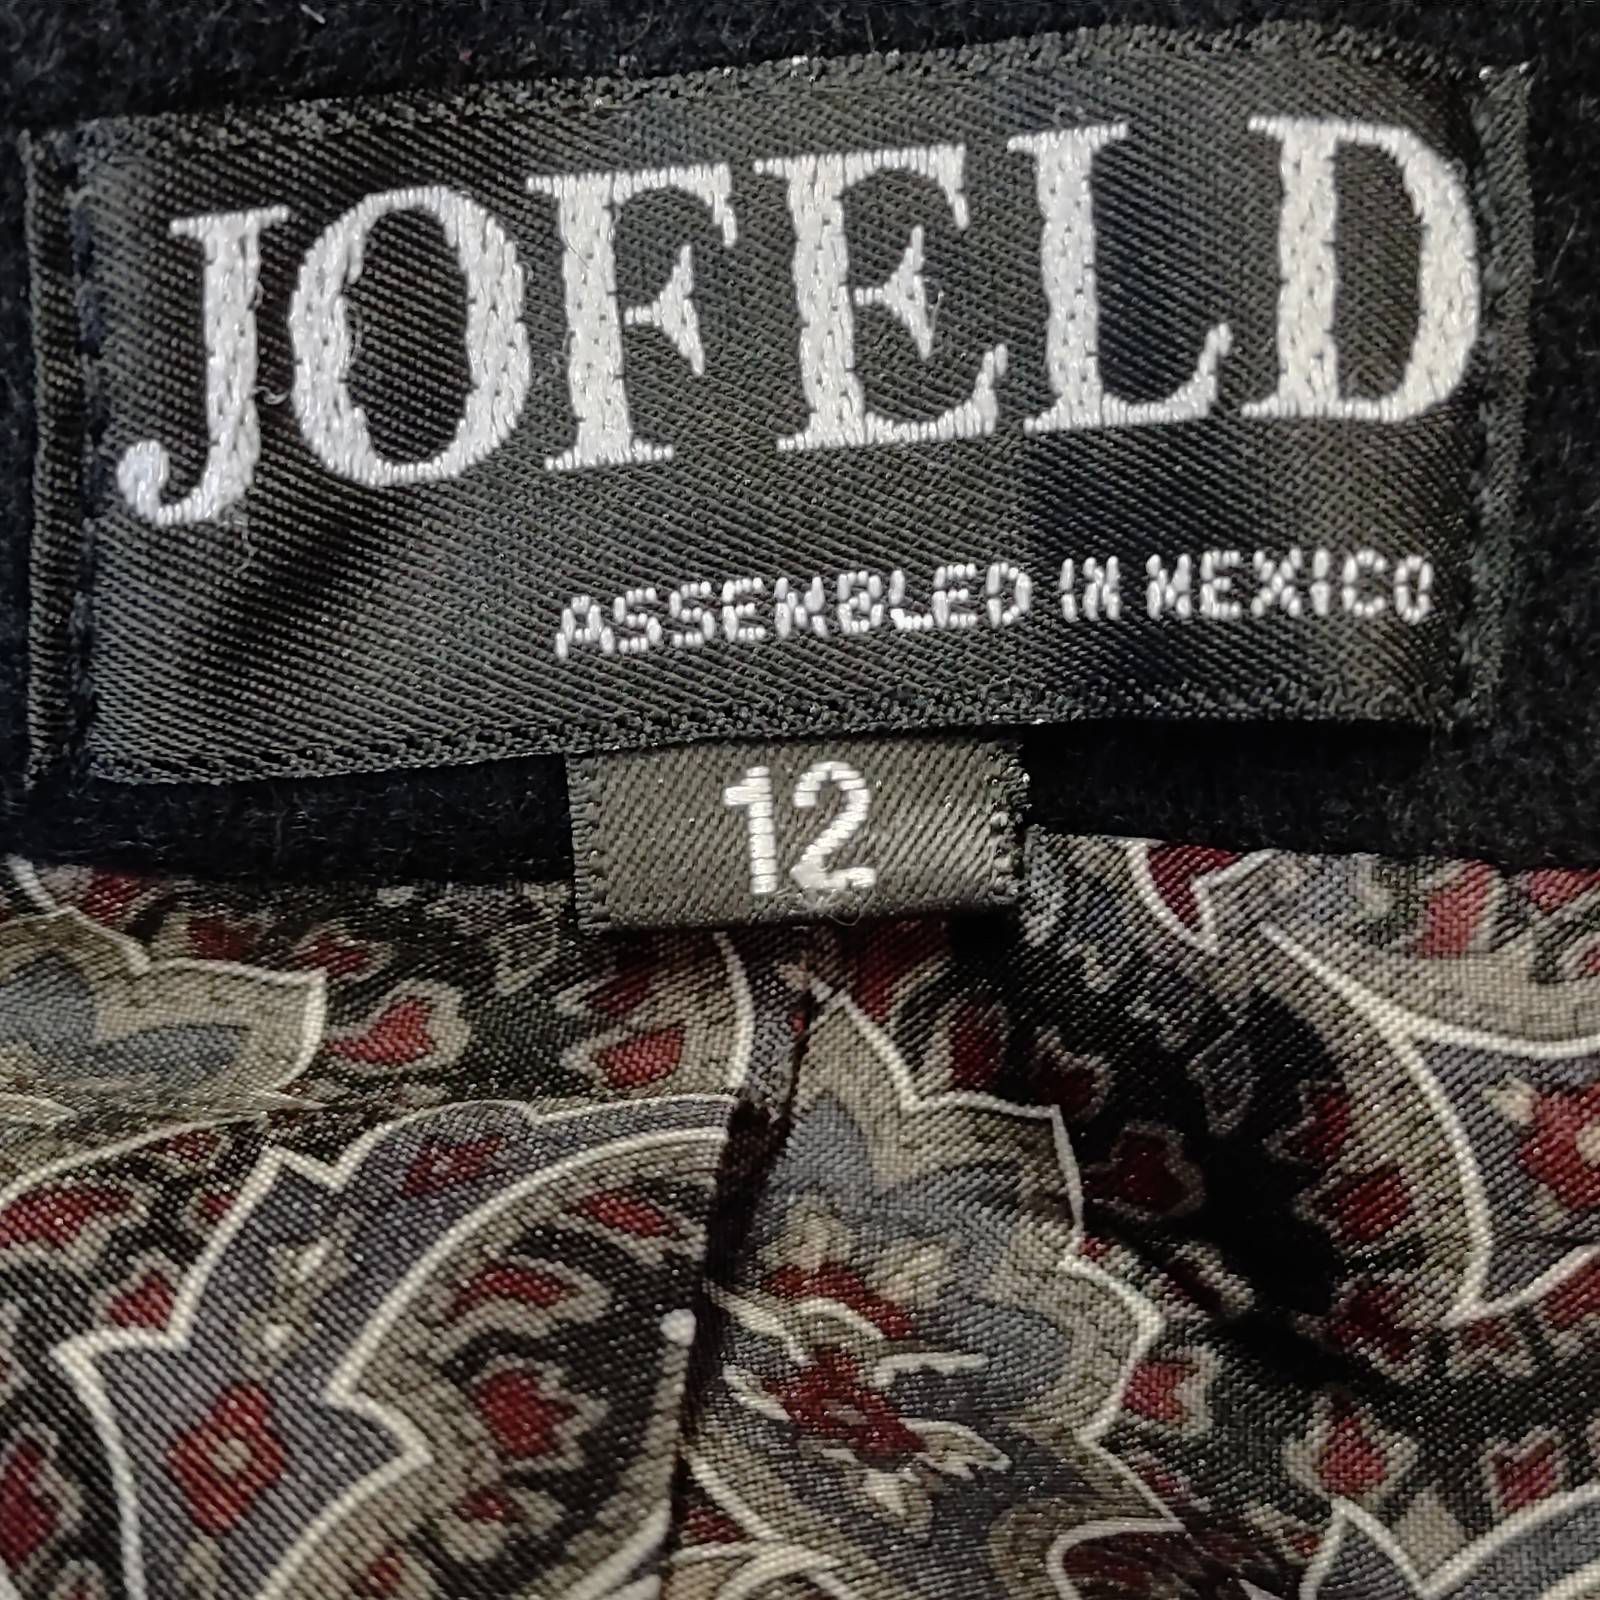 JOFELD
ASSEMBLED IN MEXICO
12